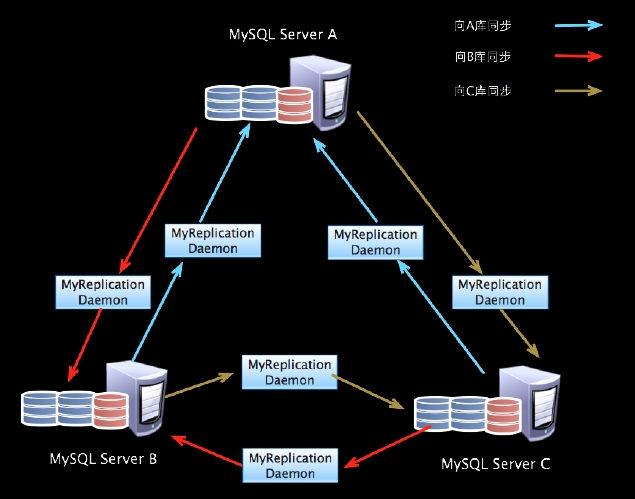 MySQL Server A
向A库同步
向B库同步
向C库同步
MyReplication
Daemon
MyReplication
Daemon
MyReplication
Daemon
MyReplication
Daemon
MyReplication
Daemon
MyReplication
Daemon
MySQL Server B
MySQL Server C